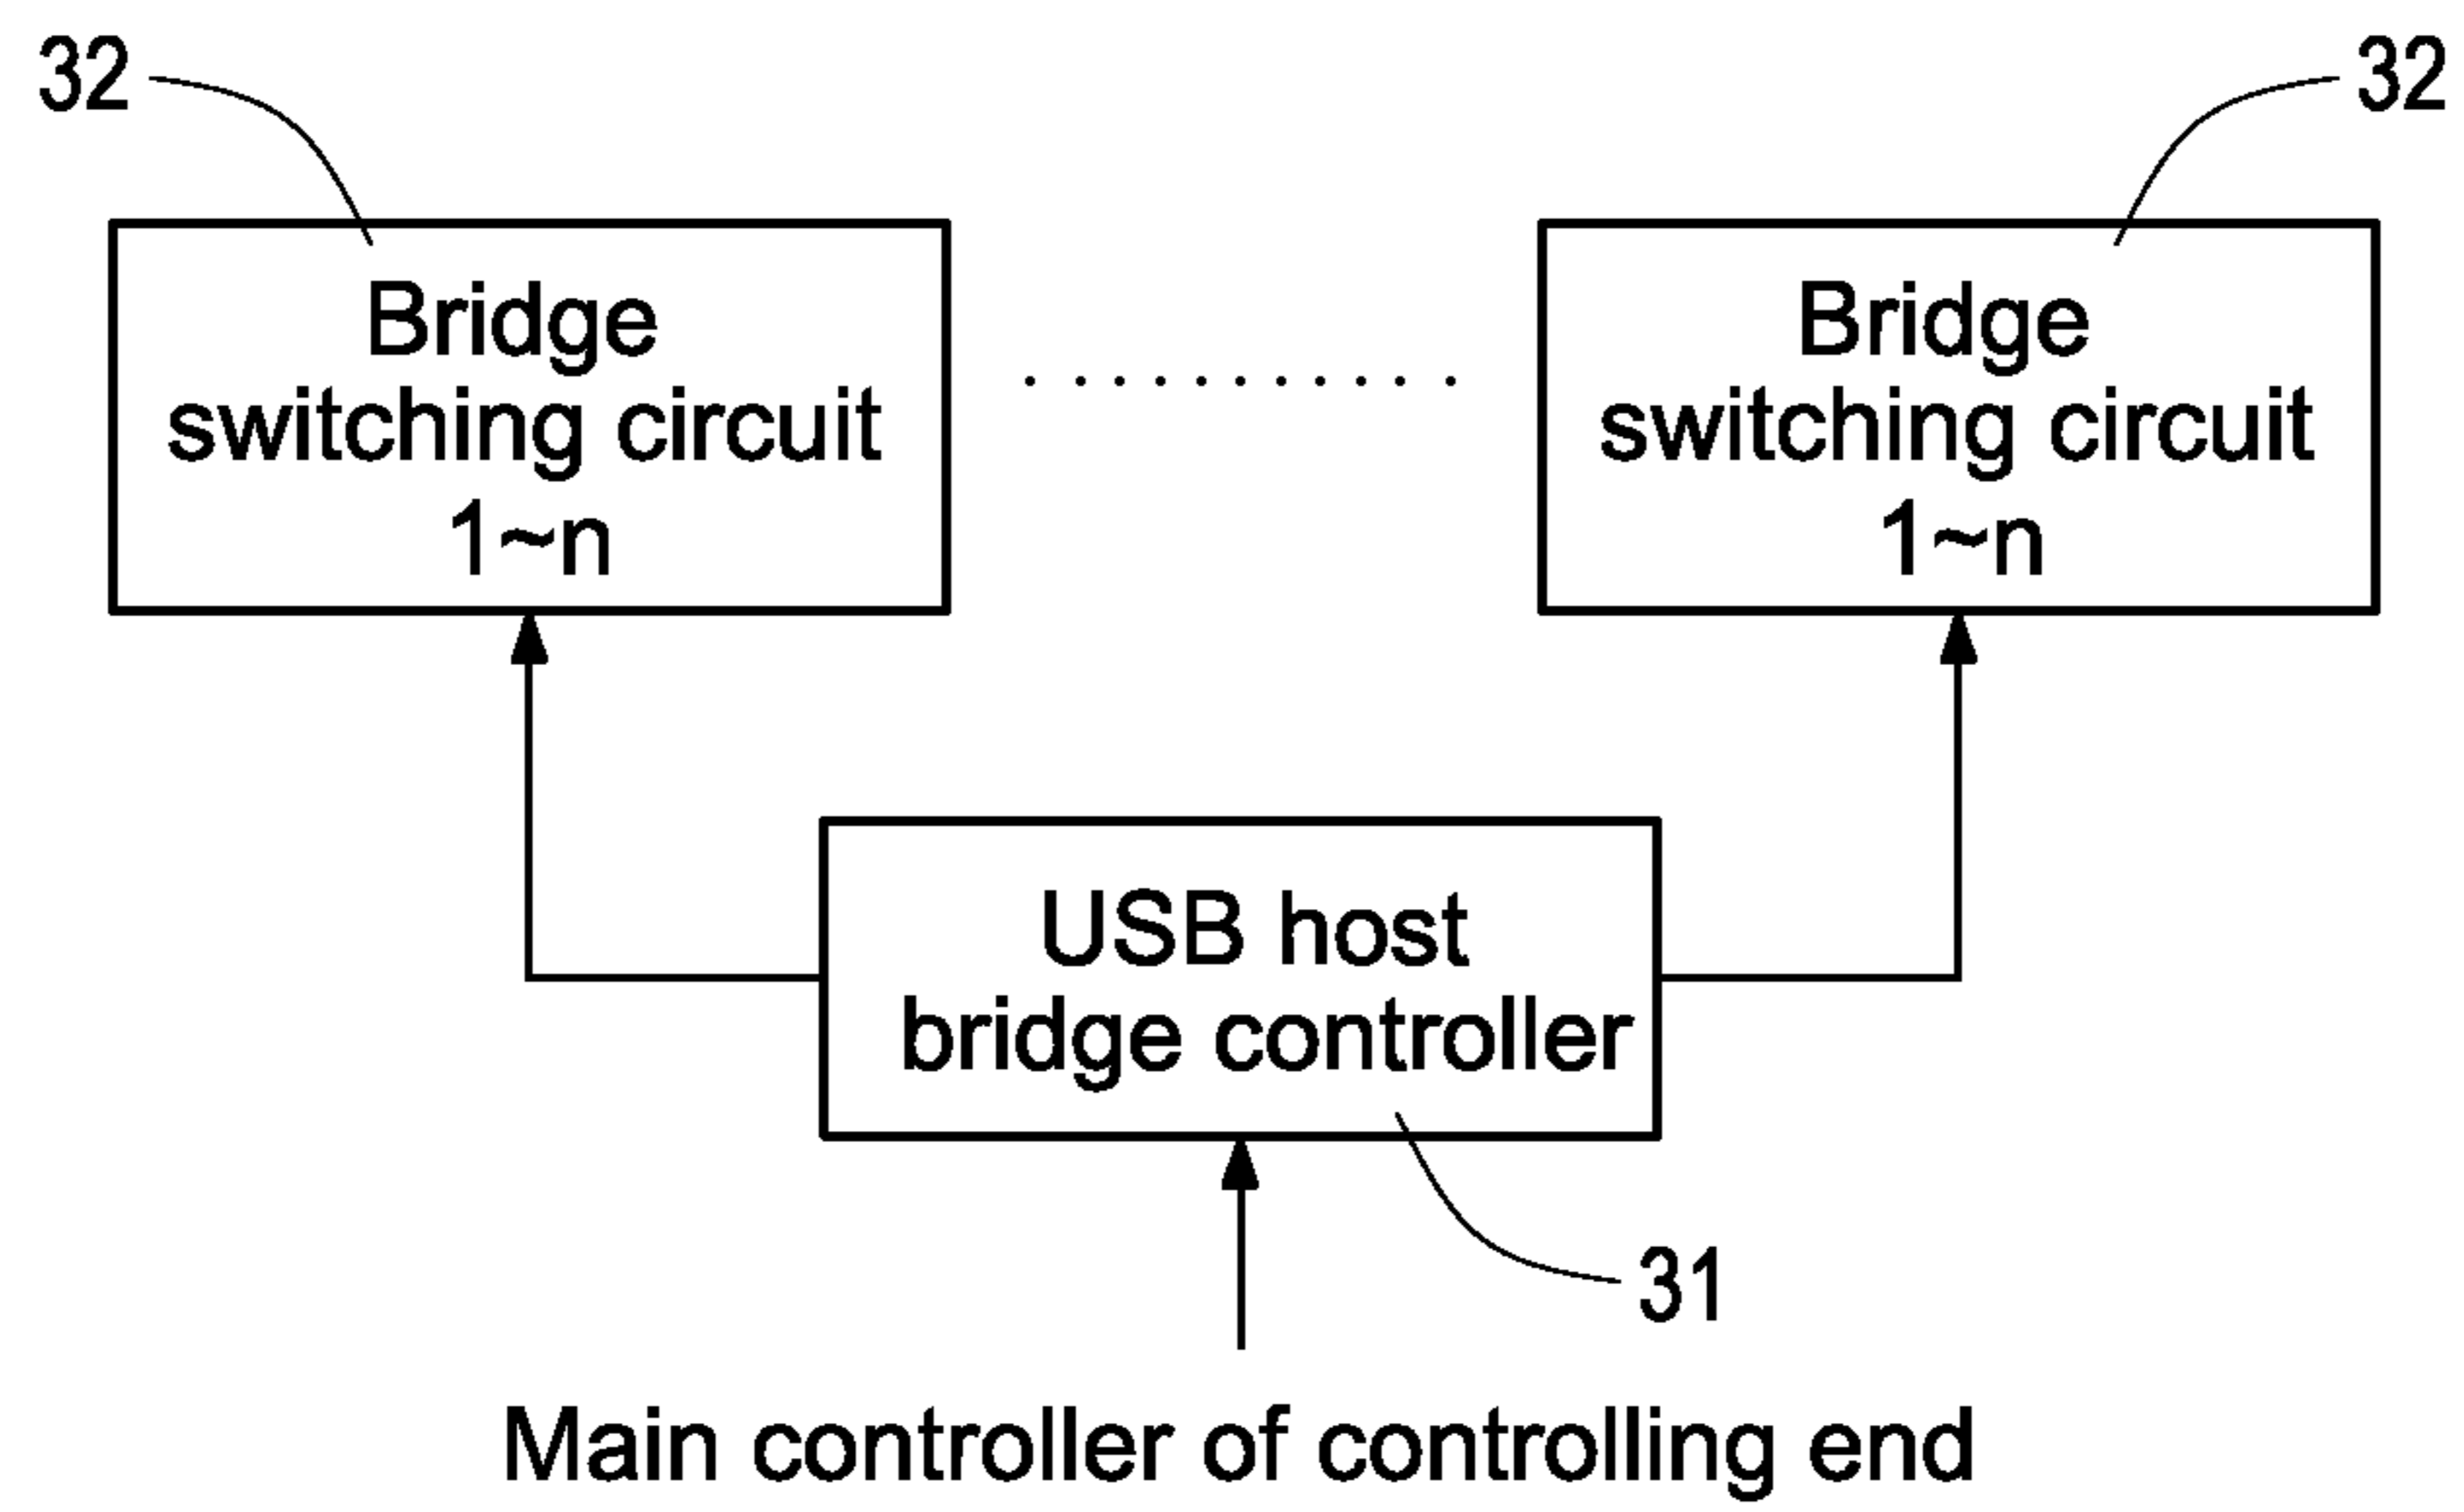 32
32
Bridge
switching circuit
1~n
Bridge
switching circuit
1~n
USB host
bridge controller
31
Main controller of controlling end